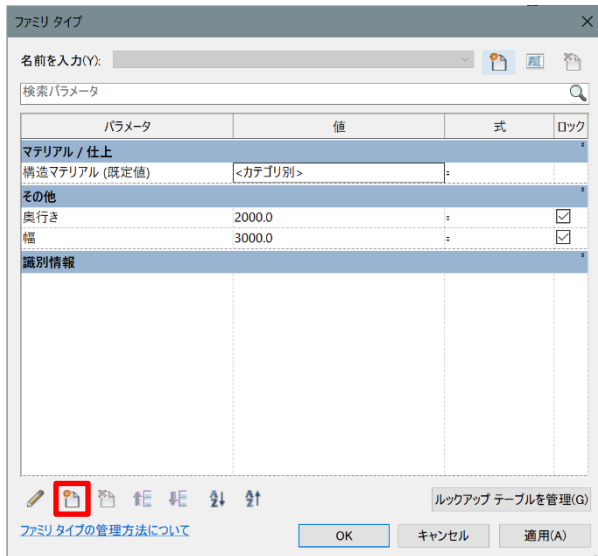 ファミリ タイプ
名前を入力(Y):
検索パラメータ
パラメータ 値 式 ロック
マテリアル / 仕上
構造マテリアル (既定値) <カテゴリ別> =
その他
奥行き 2000.0 =
幅 3000.0 =
識別情報
ルックアップ テーブルを管理(G)
ファミリ タイプの管理方法について
OK キャンセル 適用(A)